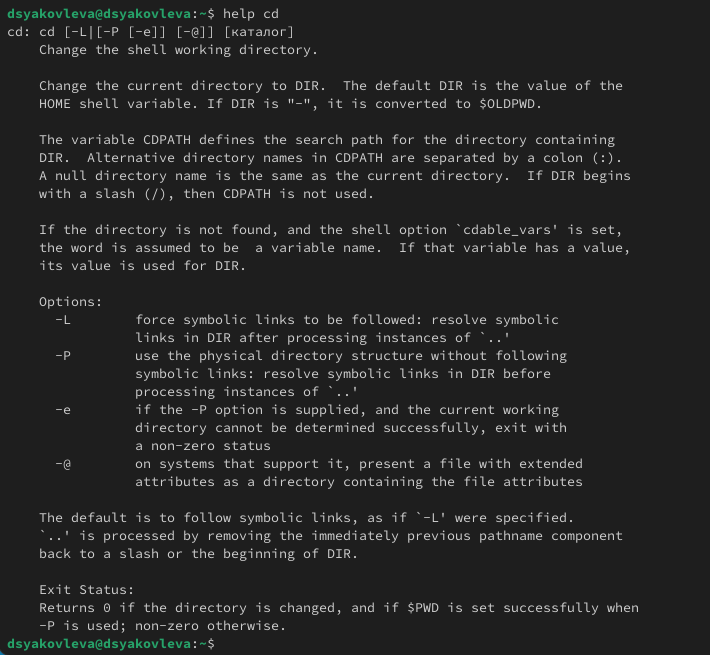 dsyakovleva@dsyakovleva:~$ help cd
cd: cd [-L|[-P [-e]] [-@]] [каталог]
    Change the shell working directory.

    Change the current directory to DIR.  The default DIR is the value of the
    HOME shell variable. If DIR is "-", it is converted to $OLDPWD.

    The variable CDPATH defines the search path for the directory containing
    DIR.  Alternative directory names in CDPATH are separated by a colon (:).
    A null directory name is the same as the current directory.  If DIR begins
    with a slash (/), then CDPATH is not used.

    If the directory is not found, and the shell option `cdable_vars' is set,
    the word is assumed to be  a variable name.  If that variable has a value,
    its value is used for DIR.

    Options:
      -L        force symbolic links to be followed: resolve symbolic
                links in DIR after processing instances of `..'
      -P        use the physical directory structure without following
                symbolic links: resolve symbolic links in DIR before
                processing instances of `..'
      -e        if the -P option is supplied, and the current working
                directory cannot be determined successfully, exit with
                a non-zero status
      -@        on systems that support it, present a file with extended
                attributes as a directory containing the file attributes

    The default is to follow symbolic links, as if `-L' were specified.
    `..' is processed by removing the immediately previous pathname component
    back to a slash or the beginning of DIR.

    Exit Status:
    Returns 0 if the directory is changed, and if $PWD is set successfully when
    -P is used; non-zero otherwise.
dsyakovleva@dsyakovleva:~$